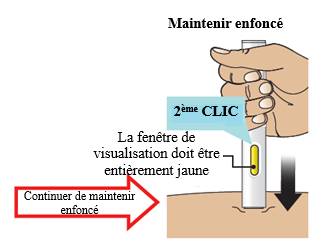 Maintenir enfoncé
2ème CLIC
La fenêtre de
visualisation doit être
entièrement jaune
Continuer de maintenir
enfoncé